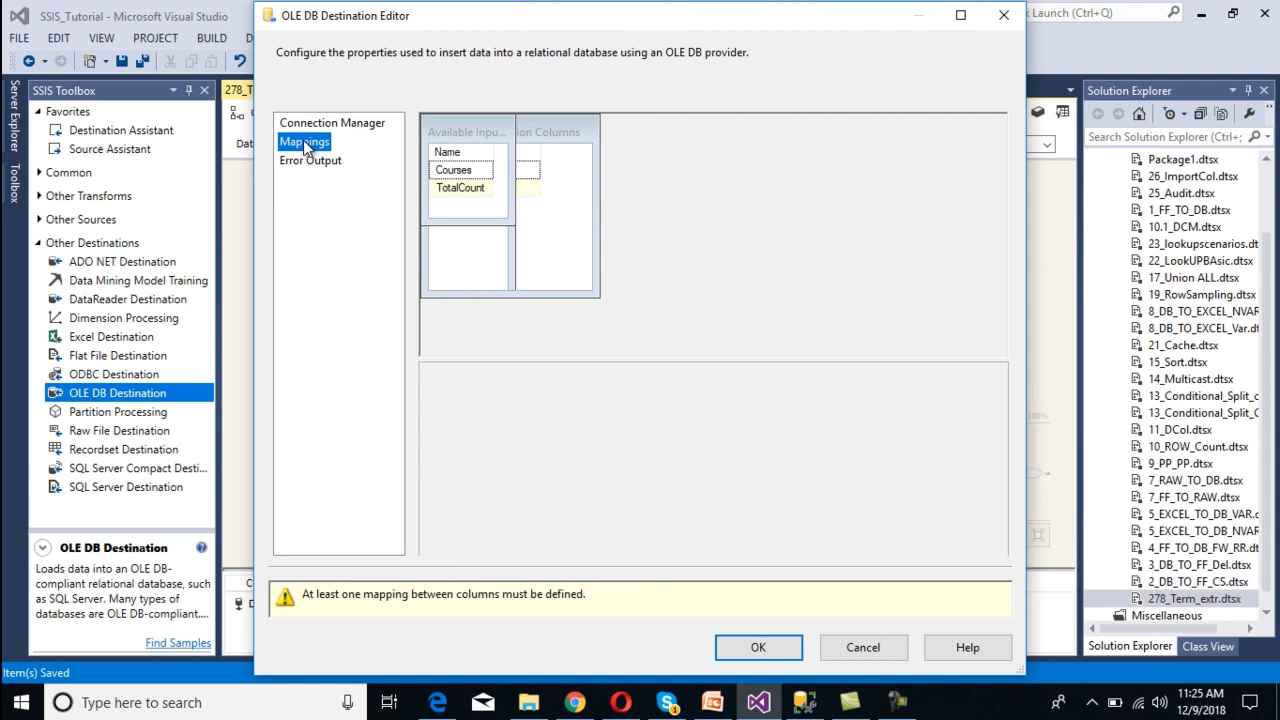 SSIS_Tutorial - Microsoft Visual Studio
OLE DB Destination Editor
Launch (Ctrl+Q)
FILE EDIT VIEW PROJECT BUILD
Configure the properties used to insert data into a relational database using an OLE DB provider.
Server Explorer
Toolbox
SSIS Toolbox
Favorites
Destination Assistant
Source Assistant
Common
Other Transforms
Other Sources
Other Destinations
ADO NET Destination
Data Mining Model Training
DataReader Destination
Dimension Processing
Excel Destination
Flat File Destination
ODBC Destination
OLE DB Destination
Partition Processing
Raw File Destination
Recordset Destination
SQL Server Compact Desti...
SQL Server Destination
OLE DB Destination
Loads data into an OLE DB-
compliant relational database,
such as SQL Server. Many types of
databases are OLE DB-compliant....
Find Samples
Connection Manager
Mappings
Error Output
Available Inpu...
ion Columns
Name
Courses
TotalCount
At least one mapping between columns must be defined.
OK Cancel Help
100%
Solution Explorer
Search Solution Explorer (Ctrl+;)
Package1.dtsx
26_ImportCol.dtsx
25_Audit.dtsx
1_FF_TO_DB.dtsx
10.1_DCM.dtsx
23_lookupscenarios.dt
22_LookUPBAsic.dtsx
17_Union ALL.dtsx
19_RowSampling.dtsx
8_DB_TO_EXCEL_NVAR
8_DB_TO_EXCEL_Var.dt
21_Cache.dtsx
15_Sort.dtsx
14_Multicast.dtsx
13_Conditional_Split_c
13_Conditional_Split_C
11_DCol.dtsx
10_ROW_Count.dtsx
9_PP_PP.dtsx
7_RAW_TO_DB.dtsx
7_FF_TO_RAW.dtsx
5_EXCEL_TO_DB_VAR.
5_EXCEL_TO_DB_NVAR
4_FF_TO_DB_FW_RR.dt
3_DB_TO_FF_Del.dtsx
2_DB_TO_FF_CS.dtsx
278_Term_extr.dtsx
Miscellaneous
Solution Explorer Class View
Item(s) Saved
Type here to search
11:25 AM
12/9/2018